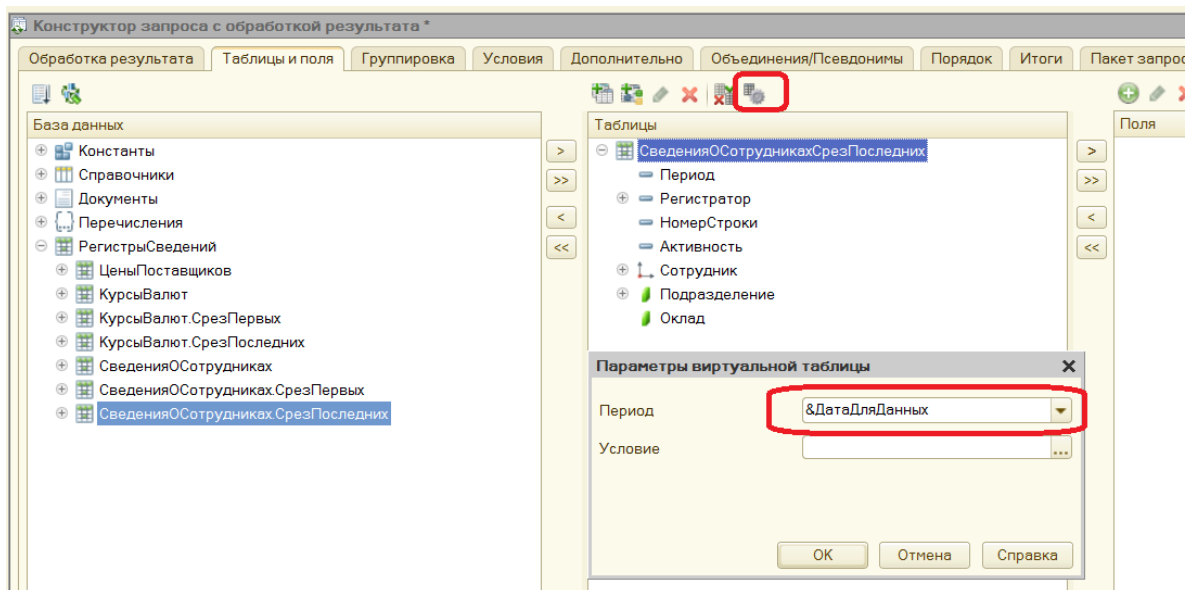 Конструктор запроса с обработкой результата *
Обработка результата Таблицы и поля Группировка Условия Дополнительно Объединения/Псевдонимы Порядок Итоги Пакет запрос
База данных
Константы
Справочники
Документы
Перечисления
РегистрыСведений
ЦеныПоставщиков
КурсыВалют
КурсыВалют.СрезПервых
КурсыВалют.СрезПоследних
СведенияОСотрудниках
СведенияОСотрудниках.СрезПервых
СведенияОСотрудниках.СрезПоследних
>
>>
<
<<
Таблицы
СведенияОСотрудникахСрезПоследних
Период
Регистратор
НомерСтроки
Активность
Сотрудник
Подразделение
Оклад
>
>>
<
<<
Поля
Параметры виртуальной таблицы
Период &ДатаДляДанных
Условие ...
ОК Отмена Справка